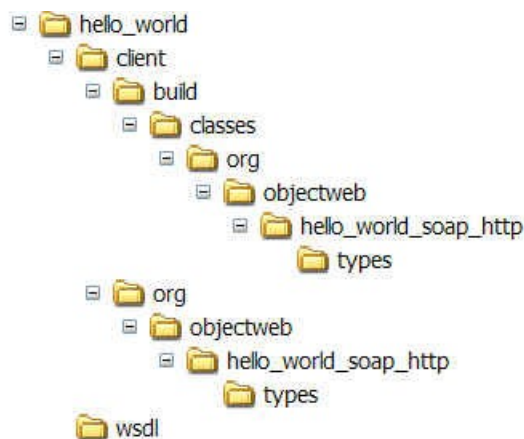 hello_world
client
build
classes
org
objectweb
hello_world_soap_http
types
org
objectweb
hello_world_soap_http
types
wsdl